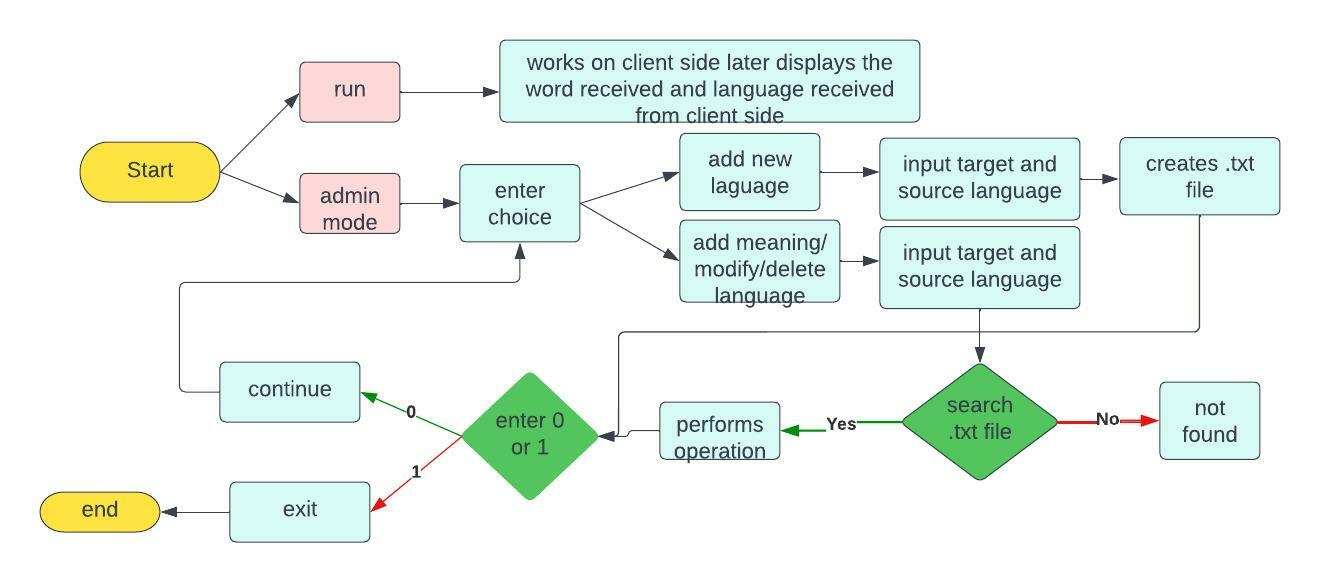 works on client side later displays the
word received and language received
from client side
run
Start
admin
mode
enter
choice
add new
laguage
input target and
source language
creates .txt
file
add meaning/
modify/delete
language
input target and
source language
continue
0
enter 0
or 1
performs
operation
Yes
search
.txt file
No
not
found
1
exit
end